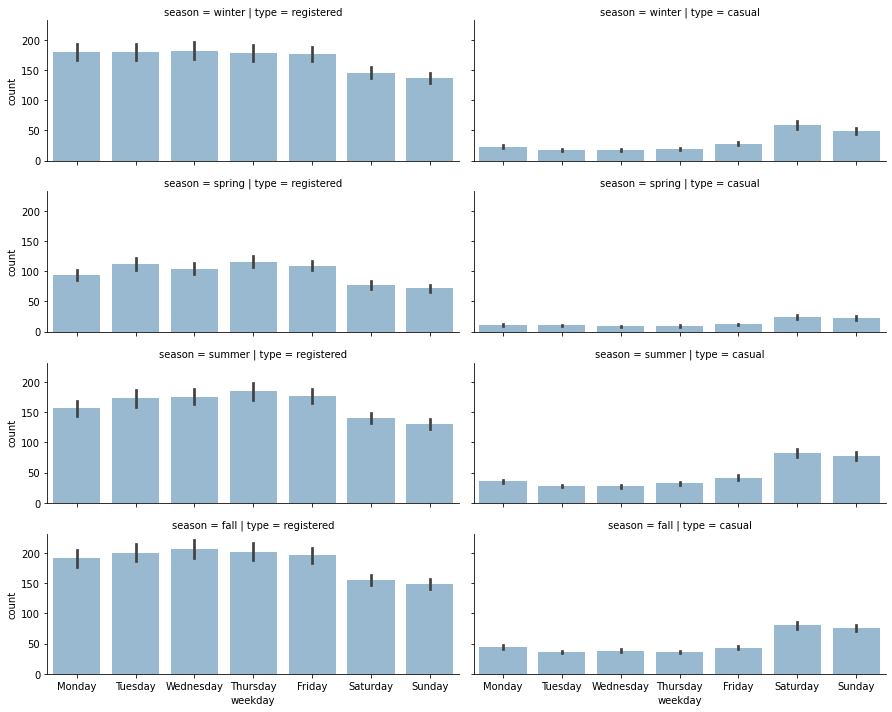 season = winter | type = registered
season = winter | type = casual
200
150
100
50
0
count
season = spring | type = registered
season = spring | type = casual
200
150
100
50
0
count
season = summer | type = registered
season = summer | type = casual
200
150
100
50
0
count
season = fall | type = registered
season = fall | type = casual
200
150
100
50
0
count
Monday Tuesday Wednesday Thursday Friday Saturday Sunday
weekday
Monday Tuesday Wednesday Thursday Friday Saturday Sunday
weekday